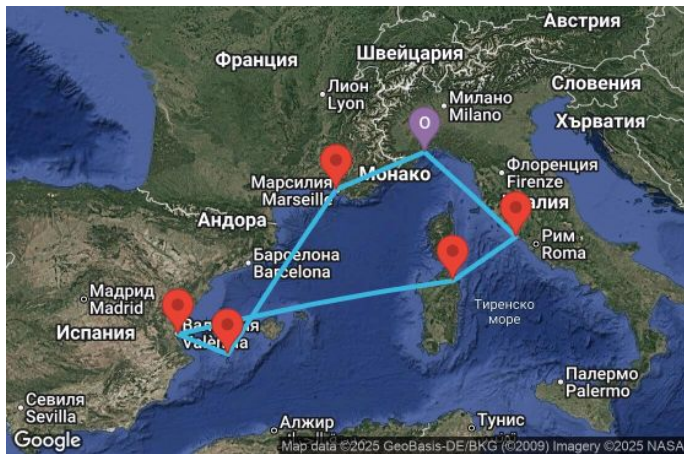 Австрия
Франция
Швейцария
Словения
Лион
Lyon
Милано
Milano
Хърватия
O
Марсилия
Marseille
Монако
Флоренция
Firenze
Андора
Рим
Roma
Барселона
Barcelona
Мадрид
Madrid
Тиренско
море
Испания
València
Палермо
Palermo
Севиля
Sevilla
Алжир
Тунис
Google
Map data ©2025 GeoBasis-DE/BKG (©2009) Imagery ©2025 NASA